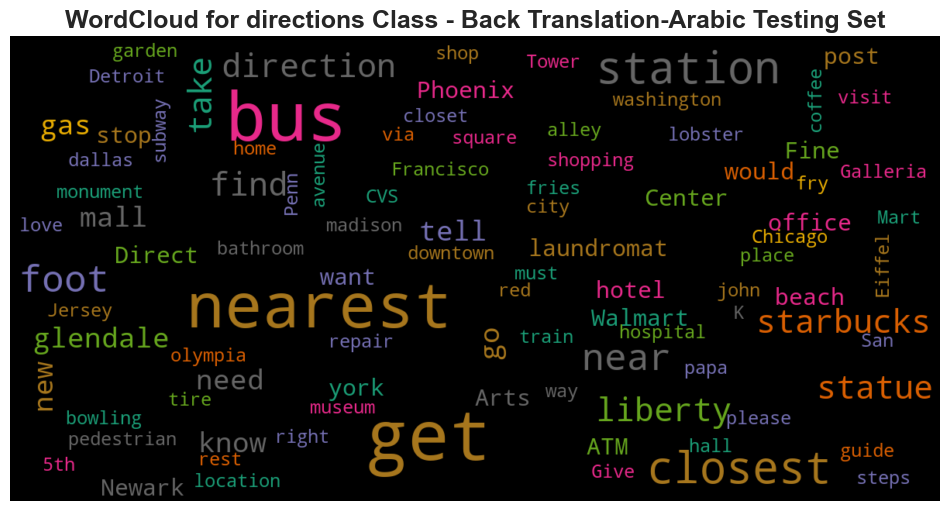 WordCloud for directions Class - Back Translation-Arabic Testing Set
garden
shop
Tower
post
Detroit
take
direction
station
coffee
Phoenix
washington
visit
bus
closet
gas
stop
subway
via
square
alley
lobster
home
dallas
avenue
Francisco
shopping
Fine
would
Galleria
find
Penn
CVS
fries
fry
monument
Center
mall
city
office
Mart
love
madison
tell
Chicago
Direct
bathroom
downtown
laundromat
place
Eiffel
foot
want
must
nearest
red
hotel
john
beach
Jersey
Walmart
K
starbucks
glendale
repair
go
train
hospital
San
olympia
near
papa
new
need
york
Arts
way
statue
tire
museum
liberty
bowling
get
please
pedestrian
know
right
ATM
hall
guide
5th
rest
Give
closest
steps
Newark
location